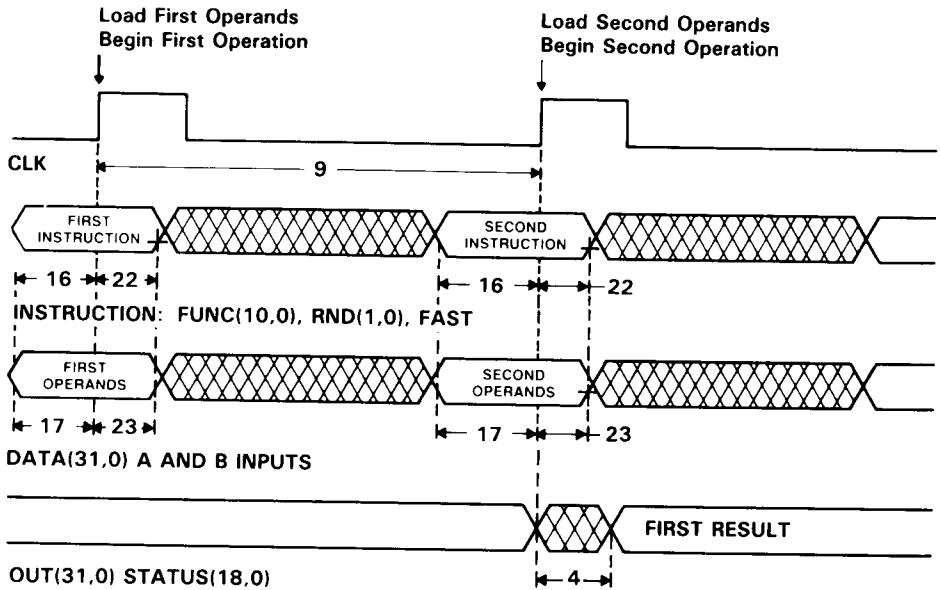 Load First Operands
Begin First Operation
Load Second Operands
Begin Second Operation
CLK
9
FIRST
INSTRUCTION
SECOND
INSTRUCTION
16
22
16
22
INSTRUCTION: FUNC(10,0), RND(1,0), FAST
FIRST
OPERANDS
SECOND
OPERANDS
17
23
17
23
DATA(31,0) A AND B INPUTS
FIRST RESULT
4
OUT(31,0) STATUS(18,0)